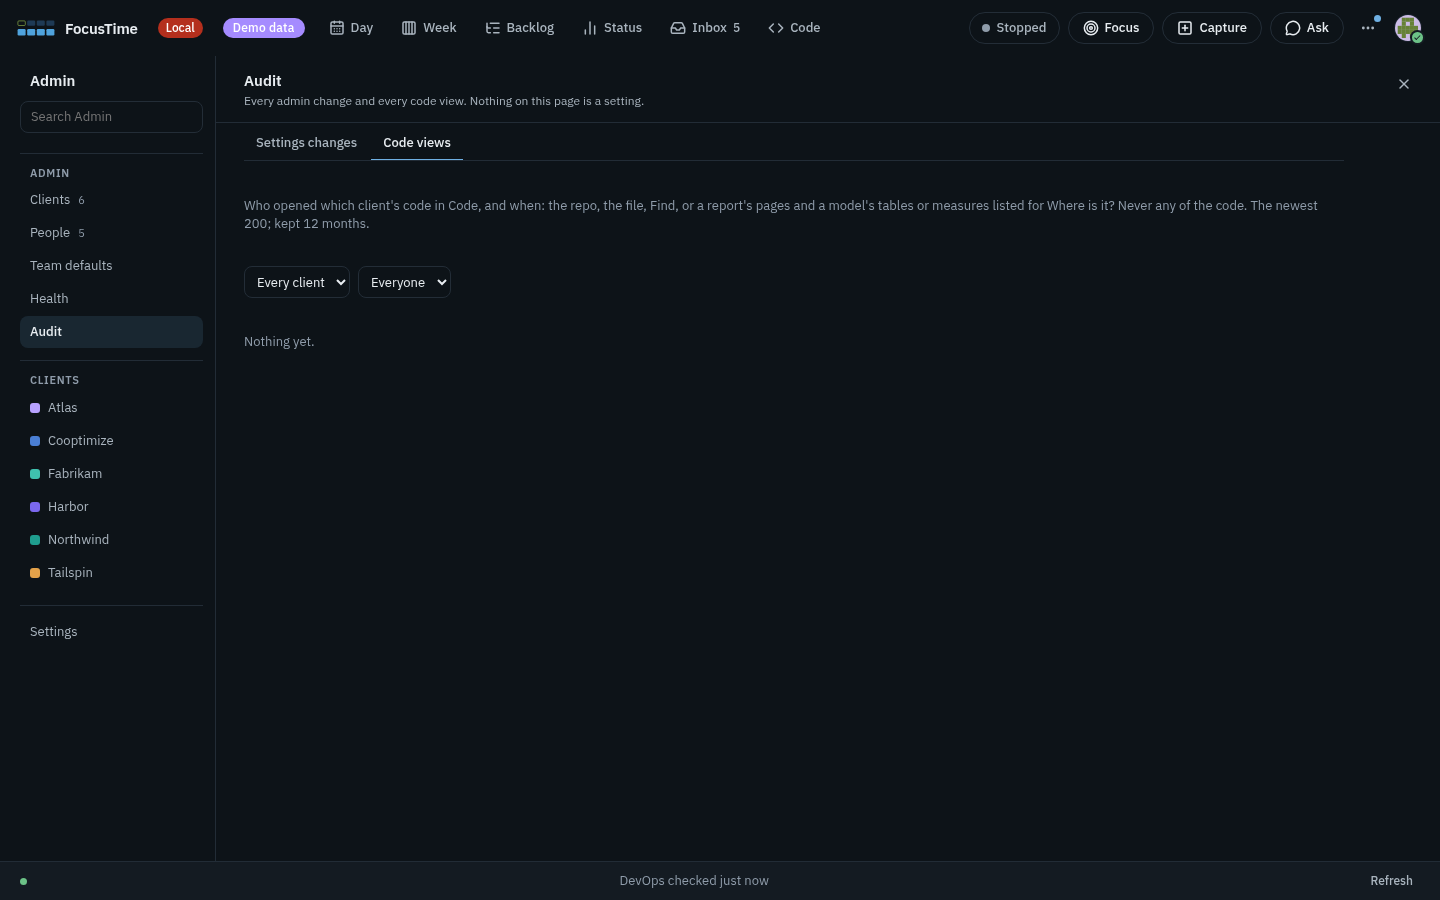 FocusTime
Local
Demo data
Day
Week
Backlog
Status
Inbox 5
Code
Stopped
Focus
Capture
Ask
Admin
Search Admin
ADMIN
Clients 6
People 5
Team defaults
Health
Audit
CLIENTS
Atlas
Cooptimize
Fabrikam
Harbor
Northwind
Tailspin
Settings
Audit
Every admin change and every code view. Nothing on this page is a setting.
Settings changes
Code views
Who opened which client's code in Code, and when: the repo, the file, Find, or a report's pages and a model's tables or measures listed for Where is it? Never any of the code. The newest
200; kept 12 months.
Every client
Everyone
Nothing yet.
DevOps checked just now
Refresh